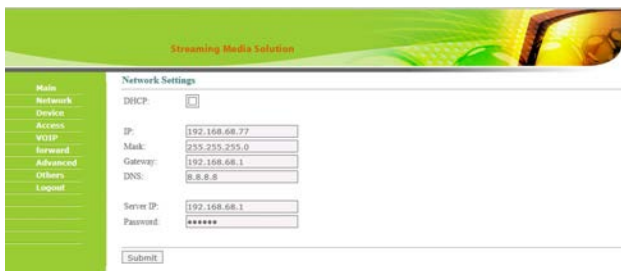 Streaming Media Solution
Main
Network
Device
Access
VOIP
forward
Advanced
Others
Logout
Network Settings
DHCP:
IP: 192.168.68.77
Mask: 255.255.255.0
Gateway: 192.168.68.1
DNS: 8.8.8.8
Server IP: 192.168.68.1
Password: ••••••
Submit